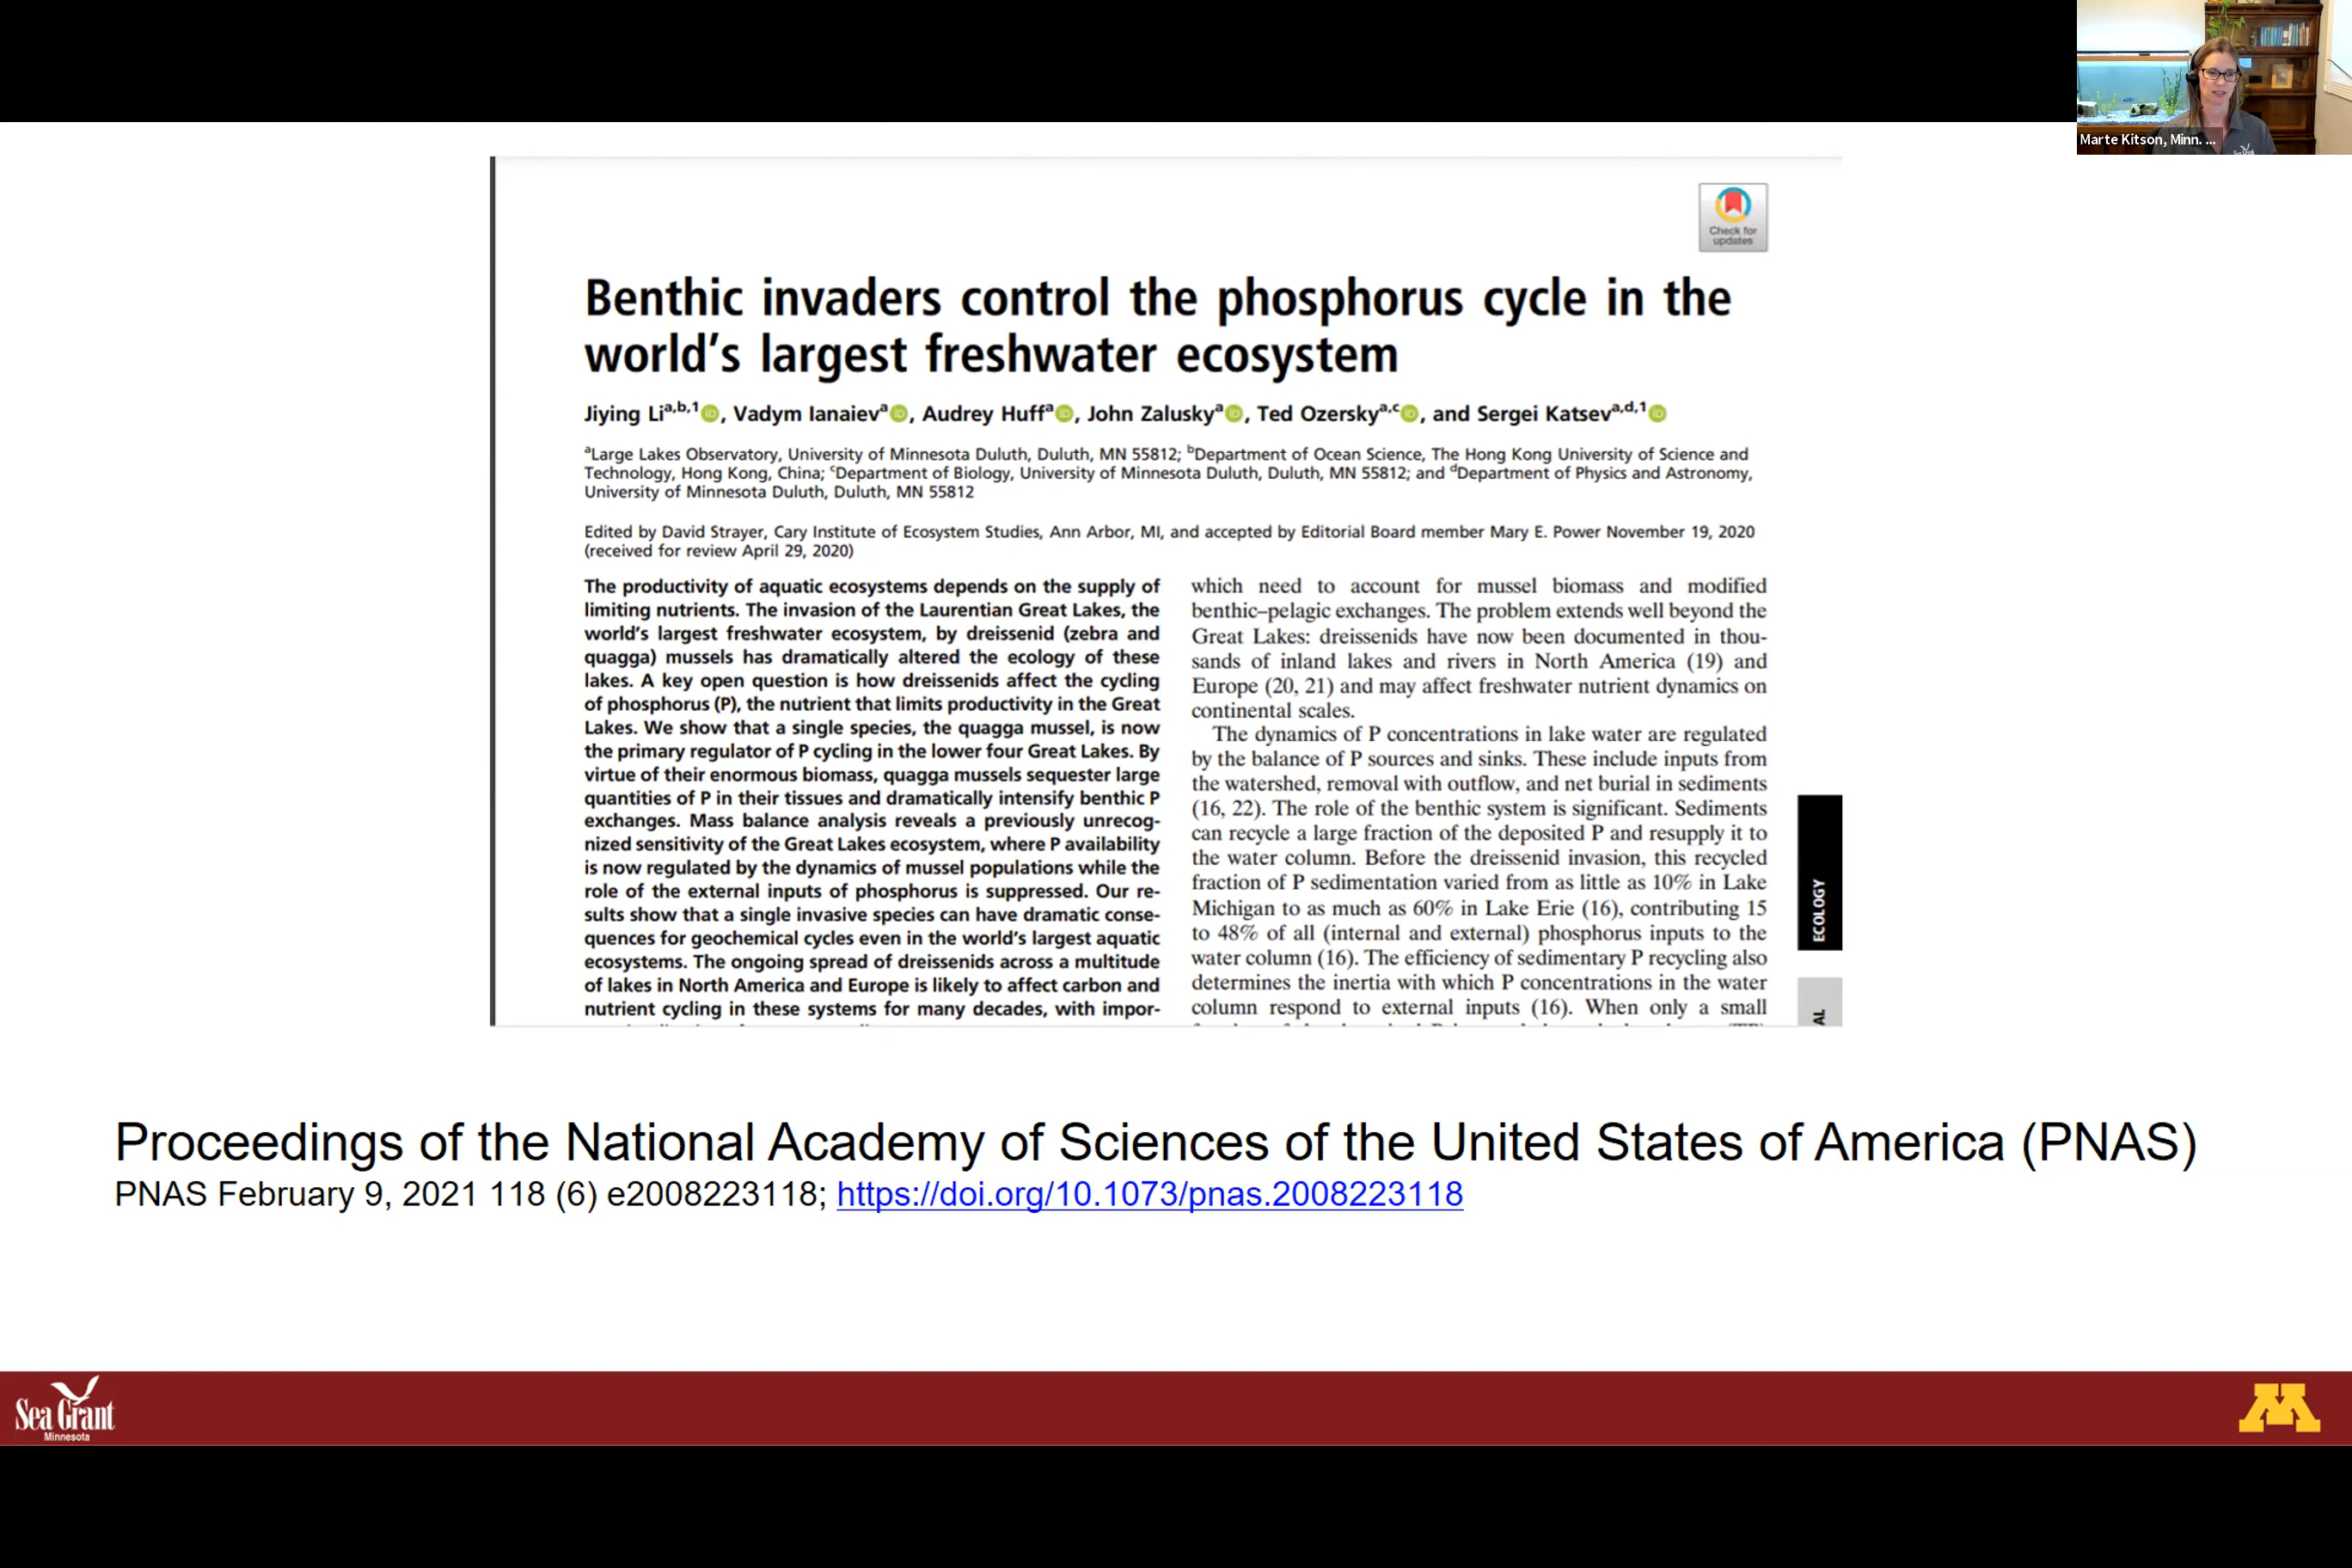 Marte Kitson, Minn. ...
Check for
updates
Benthic invaders control the phosphorus cycle in the
world's largest freshwater ecosystem
Jiying Li a,b,1 iD, Vadym Ianaiev a iD, Audrey Huff a iD, John Zalusky a iD, Ted Ozersky a,c iD, and Sergei Katsev a,d,1 iD
aLarge Lakes Observatory, University of Minnesota Duluth, Duluth, MN 55812; bDepartment of Ocean Science, The Hong Kong University of Science and
Technology, Hong Kong, China; cDepartment of Biology, University of Minnesota Duluth, Duluth, MN 55812; and dDepartment of Physics and Astronomy,
University of Minnesota Duluth, Duluth, MN 55812
Edited by David Strayer, Cary Institute of Ecosystem Studies, Ann Arbor, MI, and accepted by Editorial Board member Mary E. Power November 19, 2020
(received for review April 29, 2020)
The productivity of aquatic ecosystems depends on the supply of
limiting nutrients. The invasion of the Laurentian Great Lakes, the
world's largest freshwater ecosystem, by dreissenid (zebra and
quagga) mussels has dramatically altered the ecology of these
lakes. A key open question is how dreissenids affect the cycling
of phosphorus (P), the nutrient that limits productivity in the Great
Lakes. We show that a single species, the quagga mussel, is now
the primary regulator of P cycling in the lower four Great Lakes. By
virtue of their enormous biomass, quagga mussels sequester large
quantities of P in their tissues and dramatically intensify benthic P
exchanges. Mass balance analysis reveals a previously unrecog-
nized sensitivity of the Great Lakes ecosystem, where P availability
is now regulated by the dynamics of mussel populations while the
role of the external inputs of phosphorus is suppressed. Our re-
sults show that a single invasive species can have dramatic conse-
quences for geochemical cycles even in the world's largest aquatic
ecosystems. The ongoing spread of dreissenids across a multitude
of lakes in North America and Europe is likely to affect carbon and
nutrient cycling in these systems for many decades, with impor-
which need to account for mussel biomass and modified
benthic–pelagic exchanges. The problem extends well beyond the
Great Lakes: dreissenids have now been documented in thou-
sands of inland lakes and rivers in North America (19) and
Europe (20, 21) and may affect freshwater nutrient dynamics on
continental scales.
The dynamics of P concentrations in lake water are regulated
by the balance of P sources and sinks. These include inputs from
the watershed, removal with outflow, and net burial in sediments
(16, 22). The role of the benthic system is significant. Sediments
can recycle a large fraction of the deposited P and resupply it to
the water column. Before the dreissenid invasion, this recycled
fraction of P sedimentation varied from as little as 10% in Lake
Michigan to as much as 60% in Lake Erie (16), contributing 15
to 48% of all (internal and external) phosphorus inputs to the
water column (16). The efficiency of sedimentary P recycling also
determines the inertia with which P concentrations in the water
column respond to external inputs (16). When only a small
ECOLOGY
AL
Proceedings of the National Academy of Sciences of the United States of America (PNAS)
PNAS February 9, 2021 118 (6) e2008223118; https://doi.org/10.1073/pnas.2008223118
Sea Grant
Minnesota
M